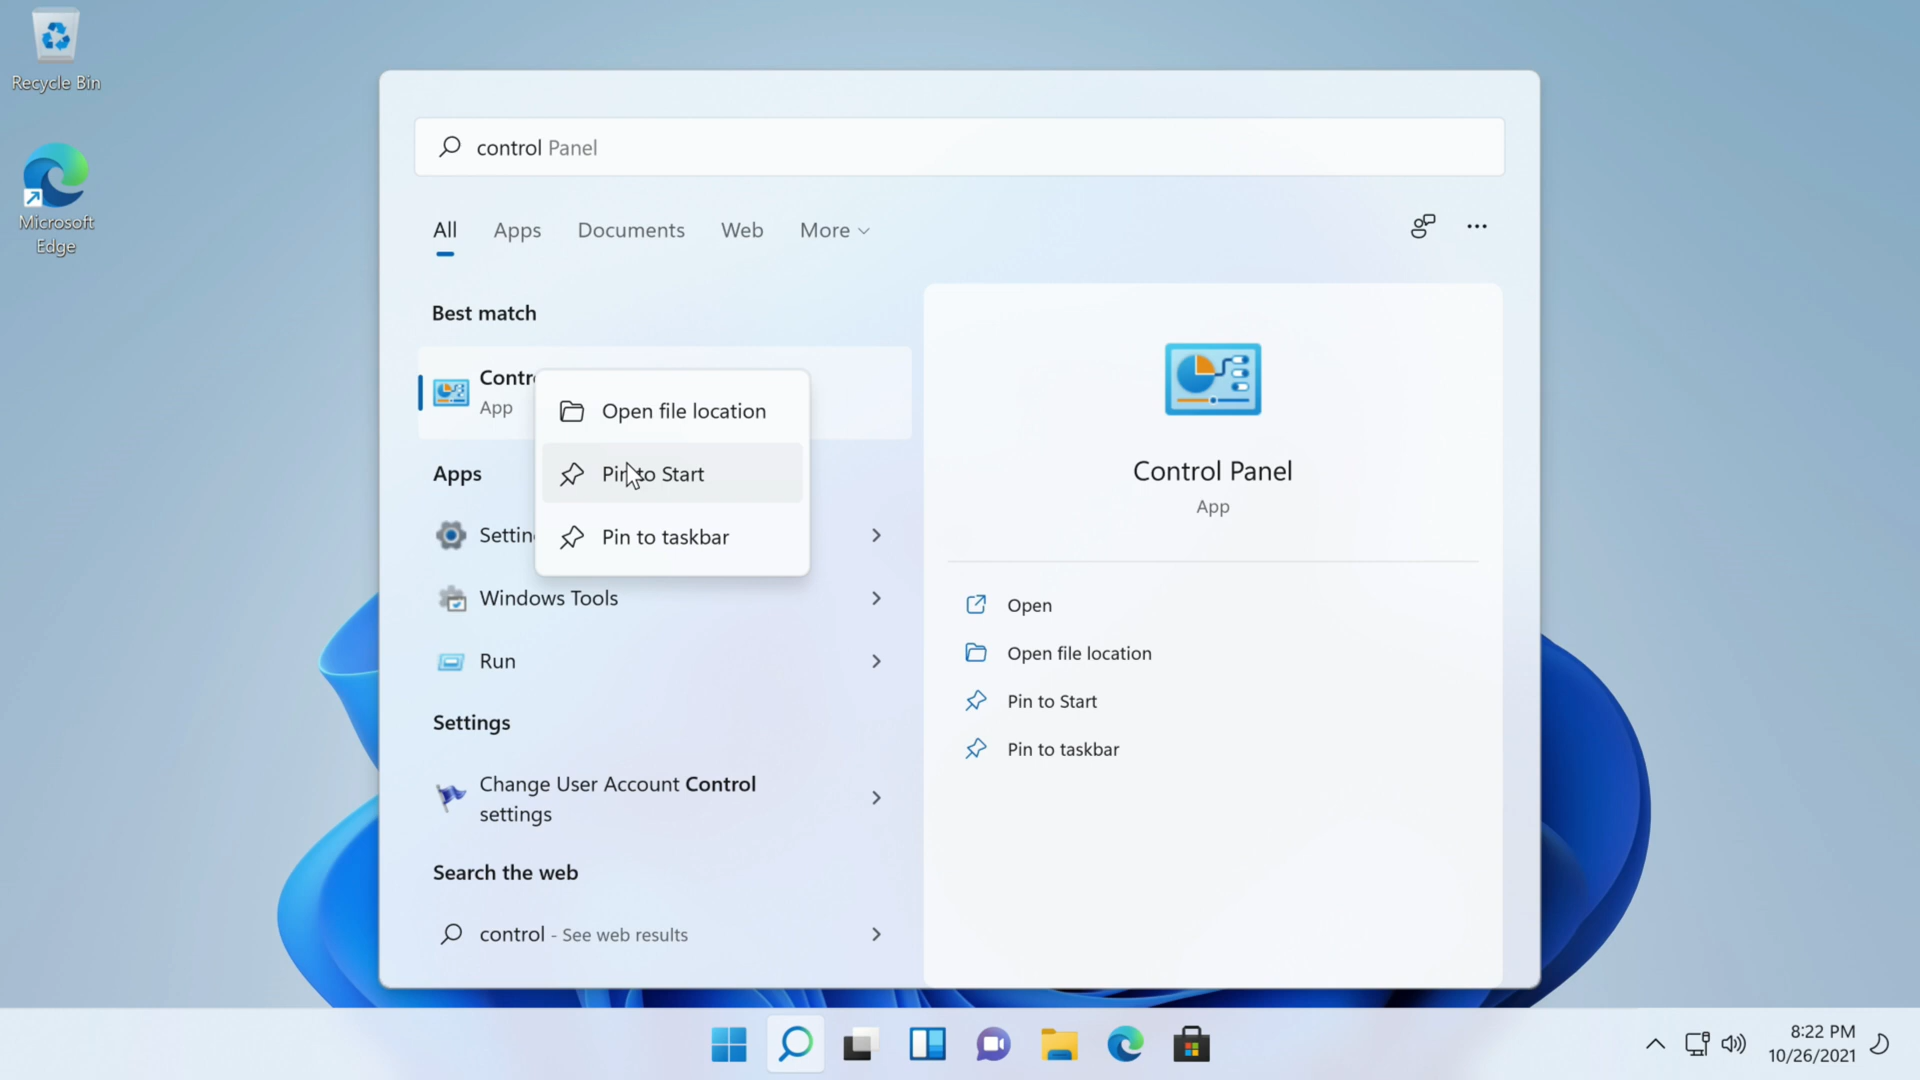 Recycle Bin
Microsoft
Edge
control Panel
All
Apps
Documents
Web
More
Best match
App
Open file location
Pin to Start
Pin to taskbar
Apps
Windows Tools
Run
Settings
Change User Account Control
settings
Search the web
control - See web results
Control Panel
App
Open
Open file location
Pin to Start
Pin to taskbar
8:22 PM
10/26/2021